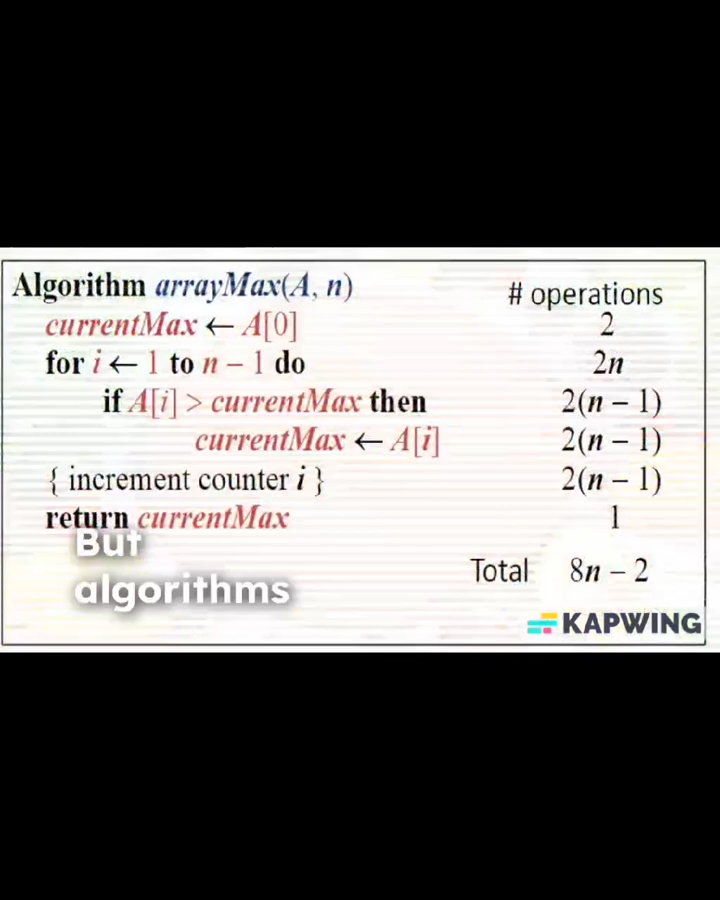 Algorithm arrayMax(A, n)
# operations
currentMax ← A[0] 2
for i ← 1 to n – 1 do 2n
if A[i] > currentMax then 2(n – 1)
currentMax ← A[i] 2(n – 1)
{ increment counter i } 2(n – 1)
return currentMax 1
But
algorithms
Total 8n – 2
KAPWING